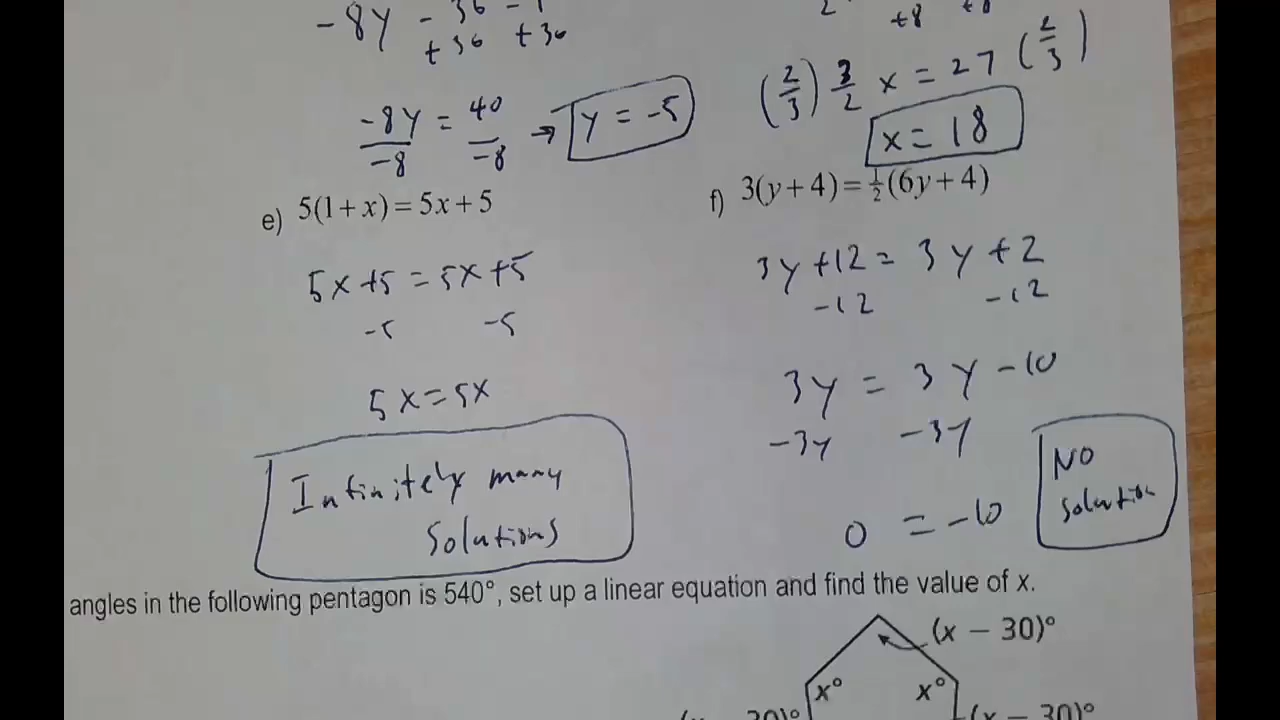 -8y - 36
+36 +36
2
+8 +8
-8y = 40
-8 -8
→ y = -5
(2/3) 3/2 x = 27 (2/3)
x = 18
e) 5(1+x) = 5x+5
5x+5 = 5x+5
-5 -5
5x = 5x
Infinitely many
Solutions
f) 3(y+4) = 1/2(6y+4)
3y+12 = 3y+2
-12 -12
3y = 3y -10
-3y -3y
0 = -10
NO
Solution
angles in the following pentagon is 540°, set up a linear equation and find the value of x.
(x − 30)°
x° x°
(x − 30)°